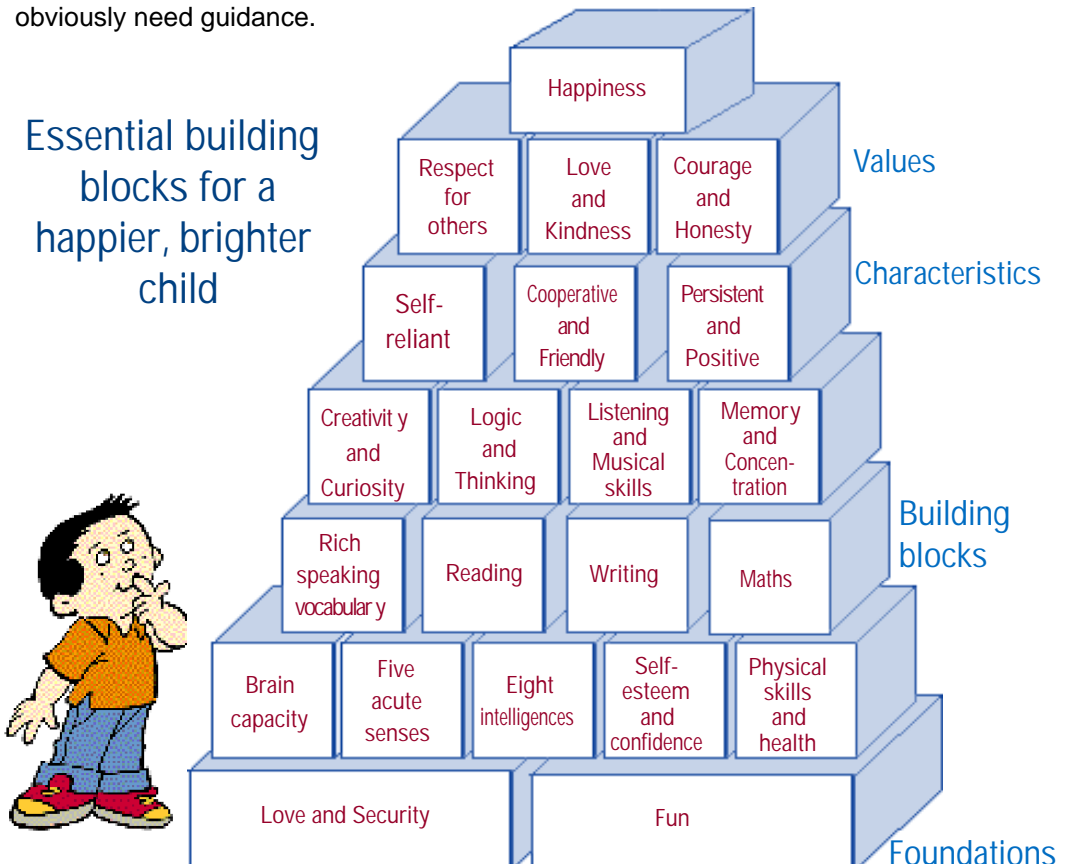 obviously need guidance.
Essential building
blocks for a
happier, brighter
child
Happiness
Respect
for
others
Love
and
Kindness
Courage
and
Honesty
Values
Self-
reliant
Cooperative
and
Friendly
Persistent
and
Positive
Characteristics
Creativity
and
Curiosity
Logic
and
Thinking
Listening
and
Musical
skills
Memory
and
Concen-
tration
Rich
speaking
vocabulary
Reading
Writing
Maths
Building
blocks
Brain
capacity
Five
acute
senses
Eight
intelligences
Self-
esteem
and
confidence
Physical
skills
and
health
Love and Security
Fun
Foundations